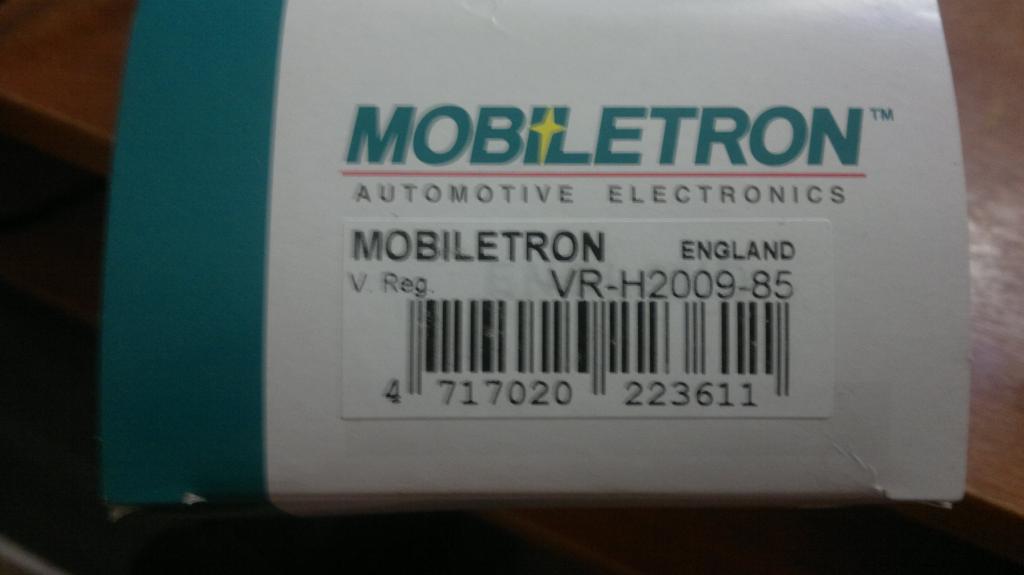 MOBILETRON™
AUTOMOTIVE ELECTRONICS
MOBILETRON ENGLAND
V. Reg. VR-H2009-85
4 717020 223611